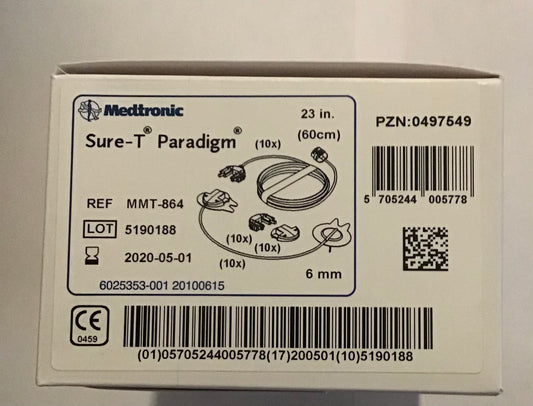 Medtronic
Sure-T® Paradigm®
23 in.
(60cm)
(10x)
REF MMT-864
LOT 5190188
2020-05-01
(10x)
(10x)
(10x)
6 mm
6025353-001 20100615
PZN:0497549
5 705244 005778
CE
0459
(01)05705244005778(17)200501(10)5190188